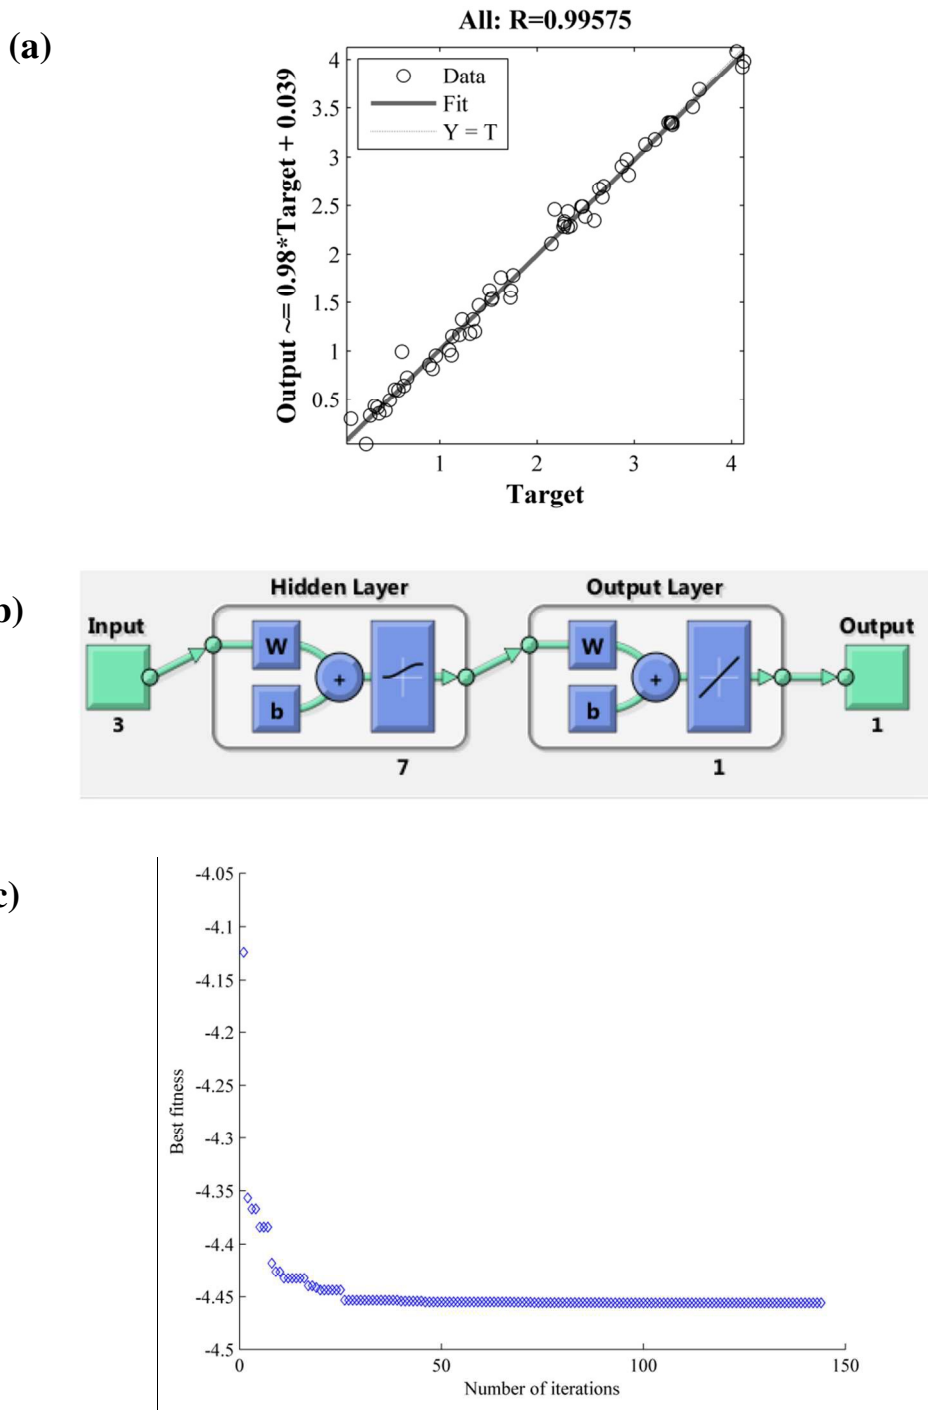 (a)
All: R=0.99575
Output ~= 0.98*Target + 0.039
4
3.5
3
2.5
2
1.5
1
0.5
Data
Fit
Y = T
1 2 3 4
Target
b)
Hidden Layer
Output Layer
Input
Output
W
b
+
W
b
+
3
7
1
1
c)
Best fitness
-4.05
-4.1
-4.15
-4.2
-4.25
-4.3
-4.35
-4.4
-4.45
-4.5
0 50 100 150
Number of iterations